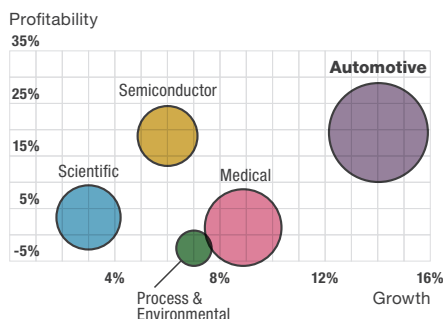 Profitability
35%
Automotive
25%
Semiconductor
15%
Scientific
Medical
5%
-5%
4%
8%
12%
16%
Process &
Environmental
Growth